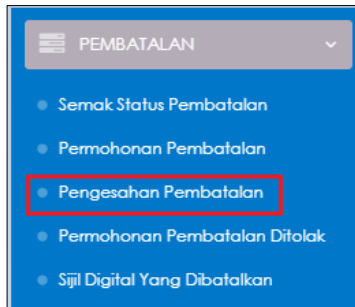 PEMBATALAN
Semak Status Pembatalan
Permohonan Pembatalan
Pengesahan Pembatalan
Permohonan Pembatalan Ditolak
Sijil Digital Yang Dibatalkan